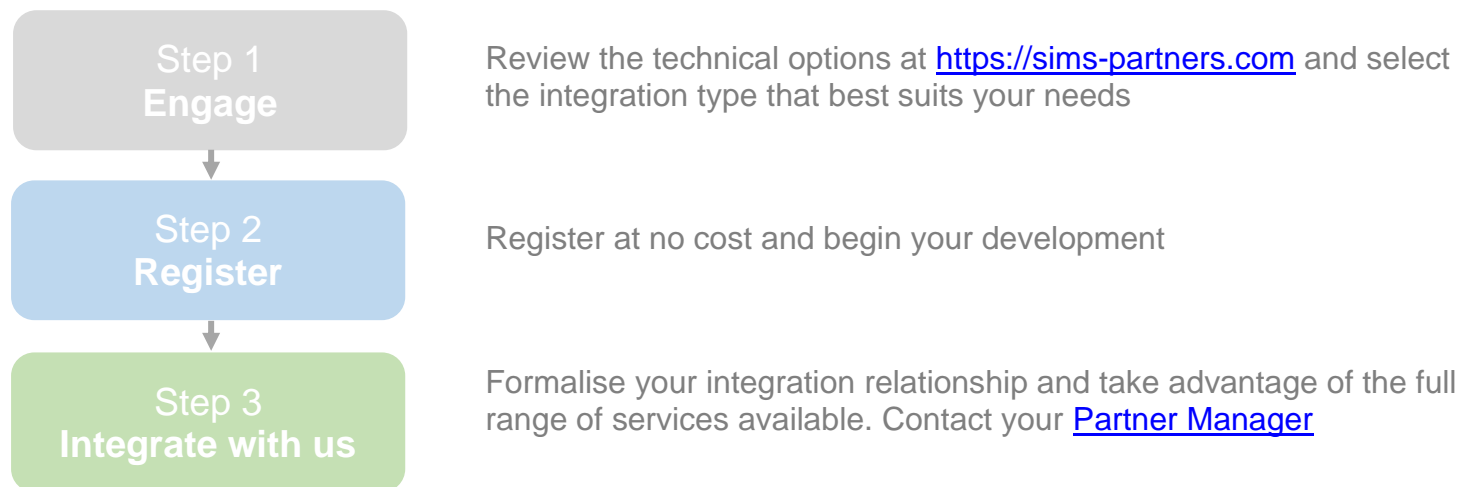 Step 1
Engage
Review the technical options at https://sims-partners.com and select
the integration type that best suits your needs
Step 2
Register
Register at no cost and begin your development
Step 3
Integrate with us
Formalise your integration relationship and take advantage of the full
range of services available. Contact your Partner Manager